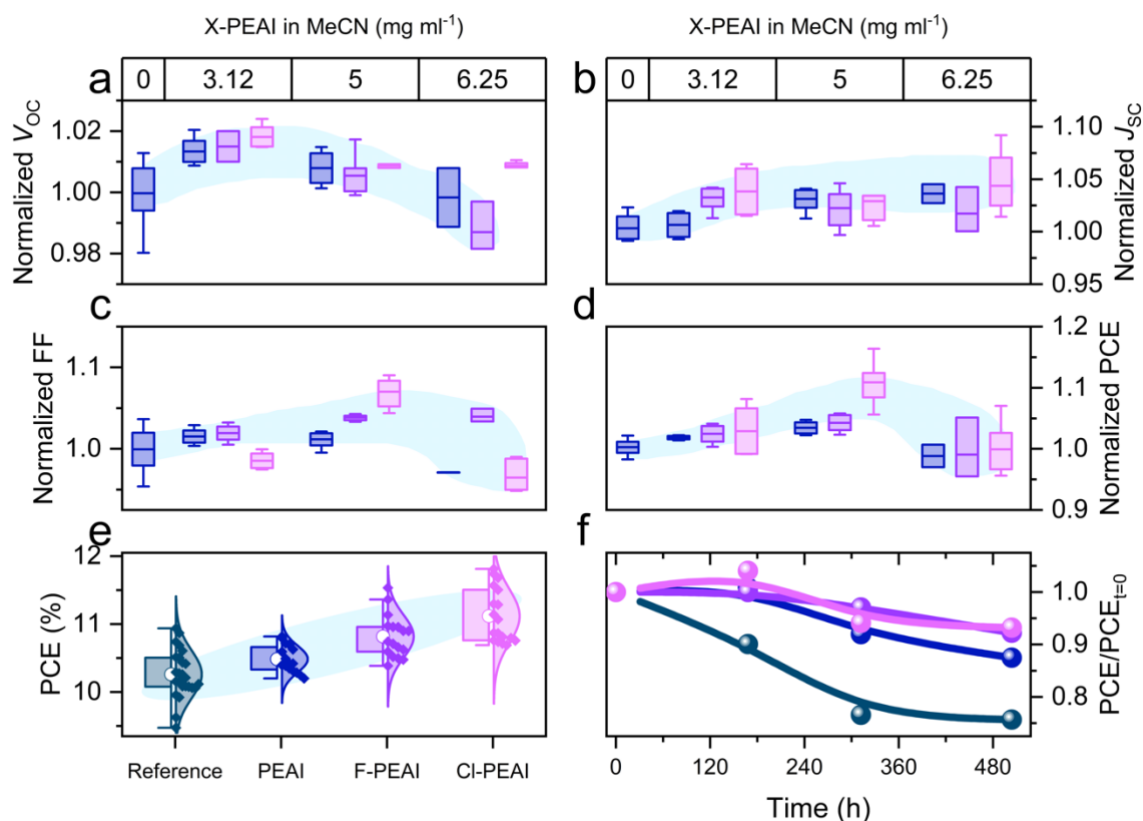 X-PEAI in MeCN (mg ml⁻¹)
X-PEAI in MeCN (mg ml⁻¹)
a
0 3.12 5 6.25
b
0 3.12 5 6.25
Normalized V_OC
1.02
1.00
0.98
1.10
1.05
1.00
0.95
Normalized J_SC
c
Normalized FF
1.1
1.0
d
1.2
1.1
1.0
0.9
Normalized PCE
e
PCE (%)
12
11
10
Reference PEAI F-PEAI Cl-PEAI
f
1.0
0.9
0.8
PCE/PCE_t=0
0 120 240 360 480
Time (h)